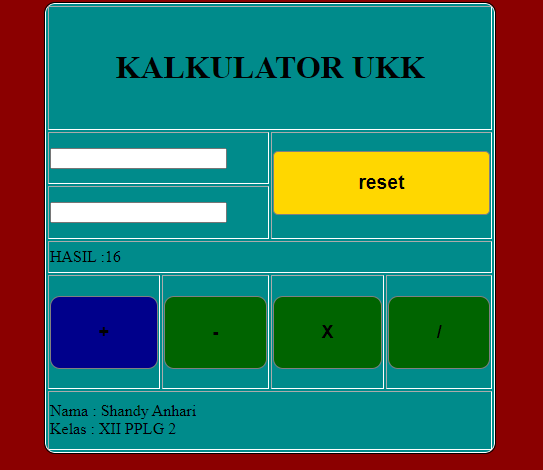 KALKULATOR UKK
reset
HASIL :16
+
-
X
/
Nama : Shandy Anhari
Kelas : XII PPLG 2